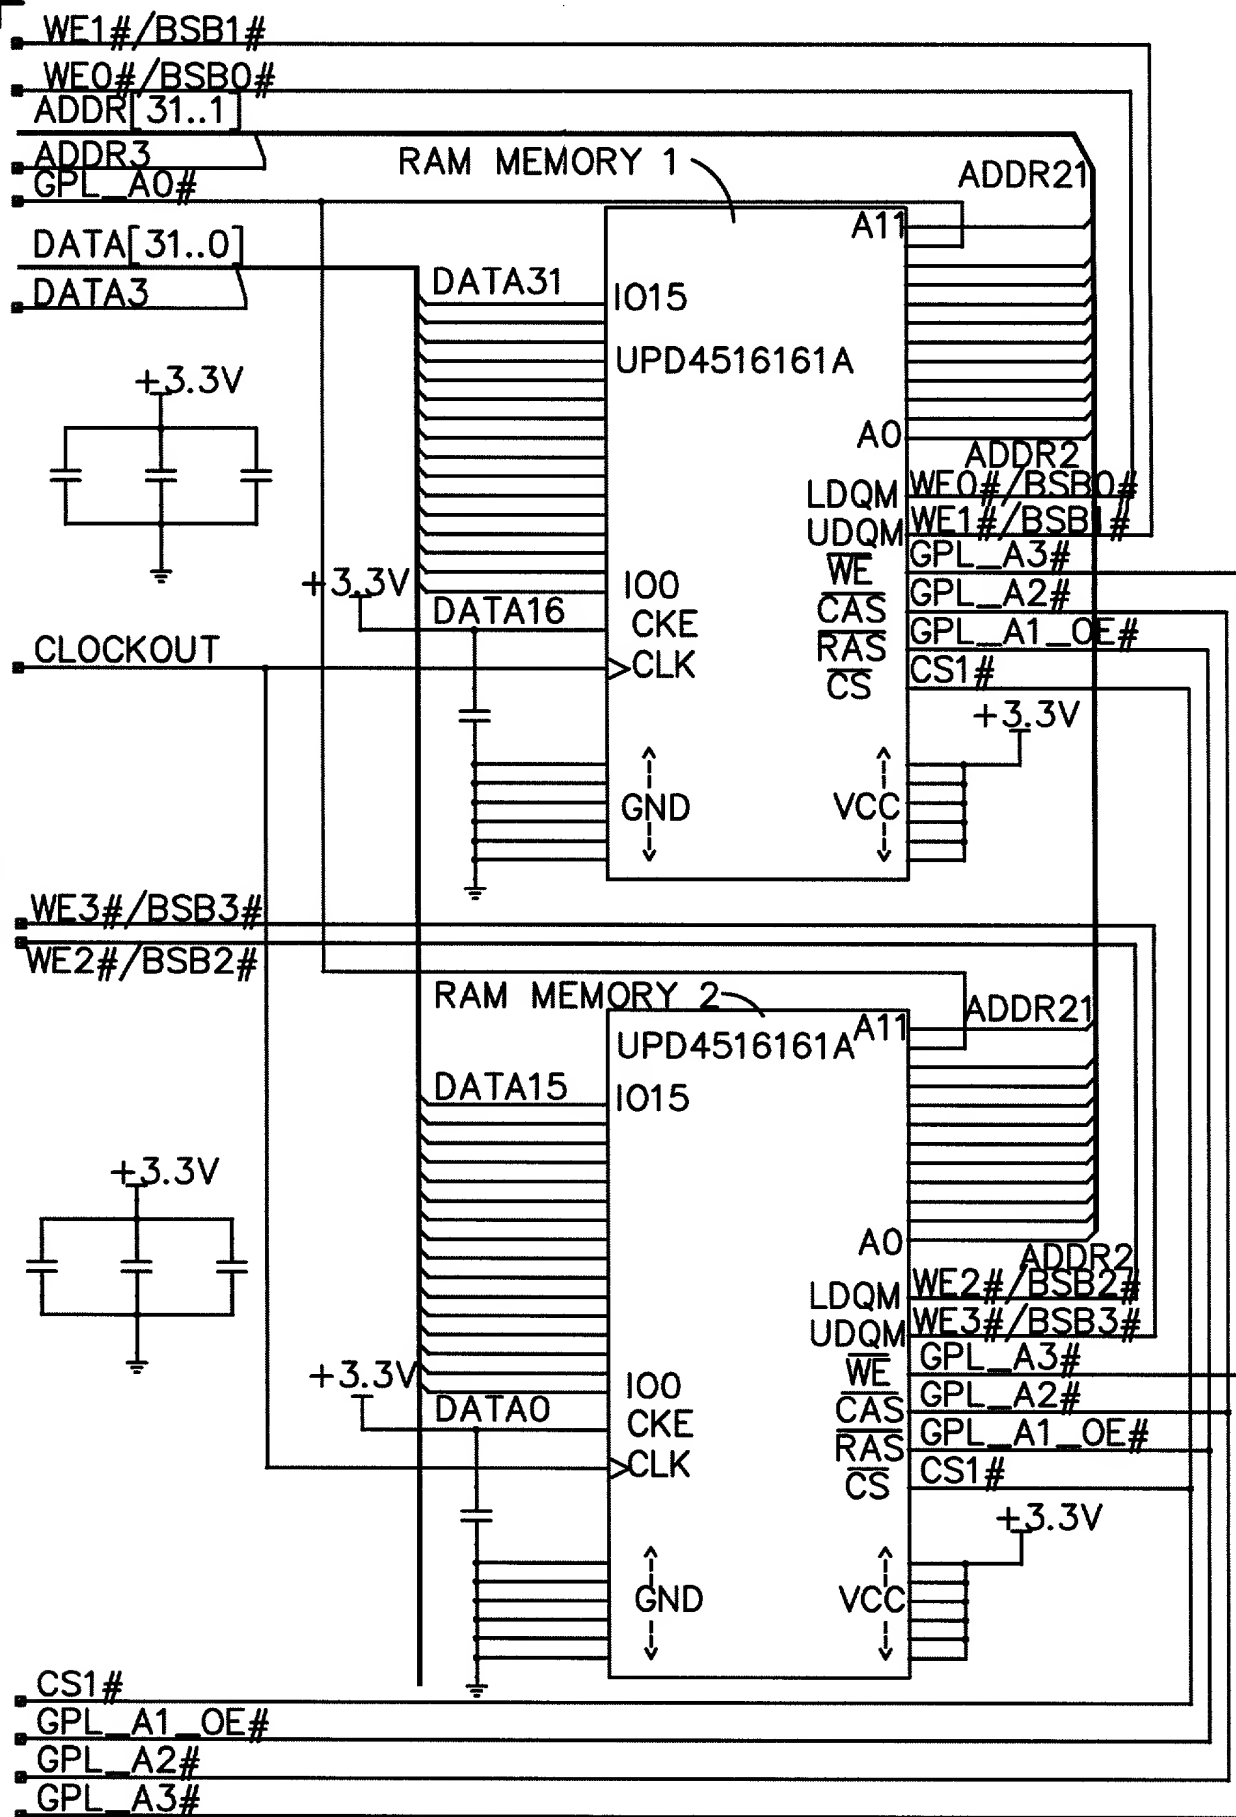 WE1#/BSB1#
WE0#/BSB0#
ADDR[31..1]
ADDR3
GPL_A0#
RAM MEMORY 1
ADDR21
A11
DATA[31..0]
DATA3
DATA31
IO15
UPD4516161A
+3.3V
A0
ADDR2
LDQM WE0#/BSB0#
UDQM WE1#/BSB1#
WE GPL_A3#
CAS GPL_A2#
RAS GPL_A1_OE#
CS CS1#
+3.3V
DATA16
IO0
CKE
CLOCKOUT
CLK
+3.3V
GND
VCC
WE3#/BSB3#
WE2#/BSB2#
RAM MEMORY 2
ADDR21
A11
UPD4516161A
DATA15
IO15
+3.3V
A0
ADDR2
LDQM WE2#/BSB2#
UDQM WE3#/BSB3#
WE GPL_A3#
CAS GPL_A2#
RAS GPL_A1_OE#
CS CS1#
+3.3V
DATA0
IO0
CKE
CLK
+3.3V
GND
VCC
CS1#
GPL_A1_OE#
GPL_A2#
GPL_A3#